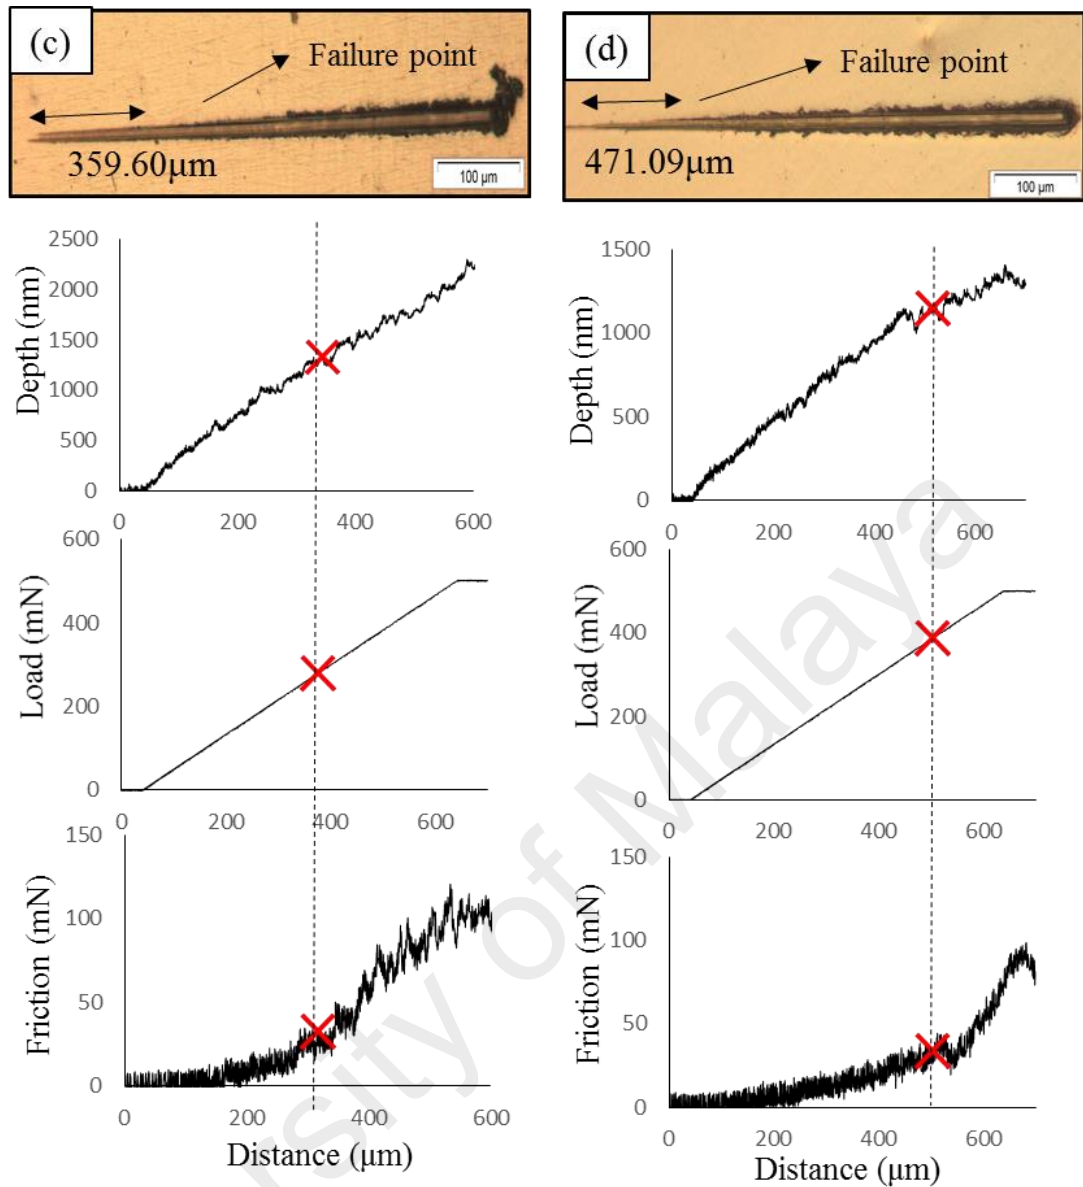 (c)
Failure point
359.60μm
100 μm
(d)
Failure point
471.09μm
100 μm
2500
2000
1500
1000
500
0
Depth (nm)
0 200 400 600
1500
1000
500
0
Depth (nm)
0 200 400 600
600
400
200
0
Load (mN)
0 200 400 600
600
400
200
0
Load (mN)
0 200 400 600
150
100
50
0
Friction (mN)
0 200 400 600
Distance (μm)
150
100
50
0
Friction (mN)
0 200 400 600
Distance (μm)
rsity of Malaya